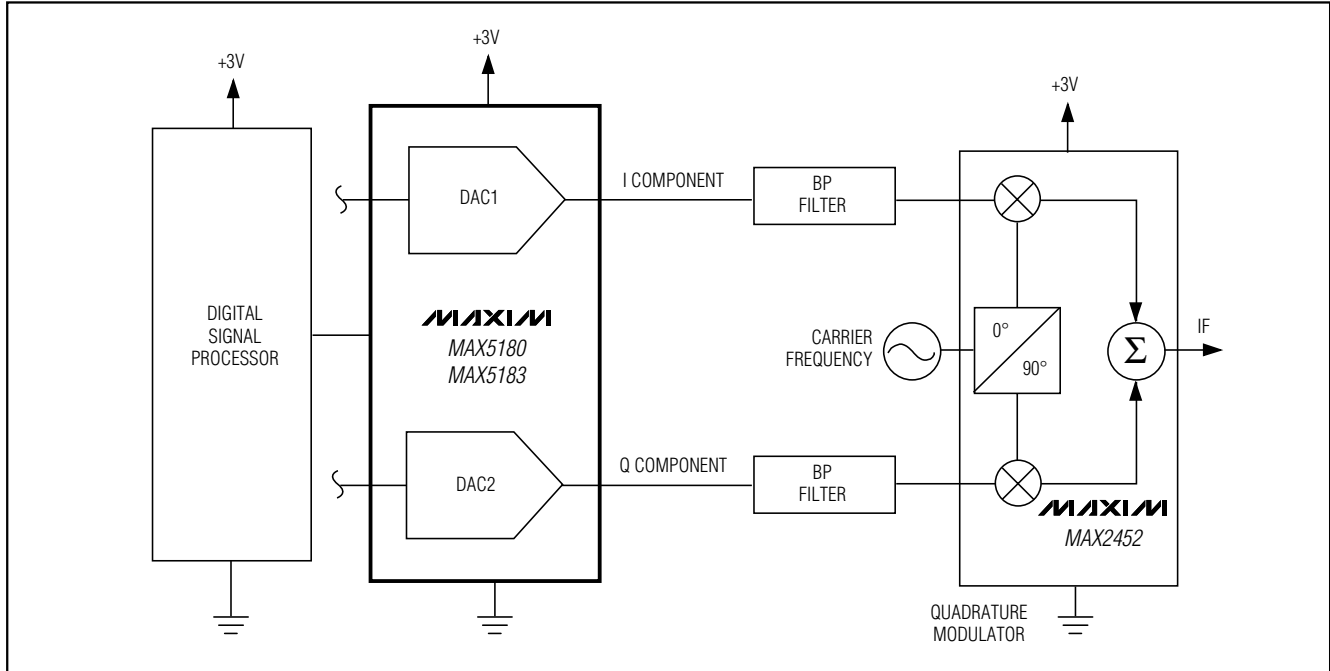 +3V
+3V
+3V
DAC1
I COMPONENT
BP
FILTER
DIGITAL
SIGNAL
PROCESSOR
MAXIM
MAX5180
MAX5183
CARRIER
FREQUENCY
0°
90°
Σ
IF
DAC2
Q COMPONENT
BP
FILTER
MAXIM
MAX2452
QUADRATURE
MODULATOR